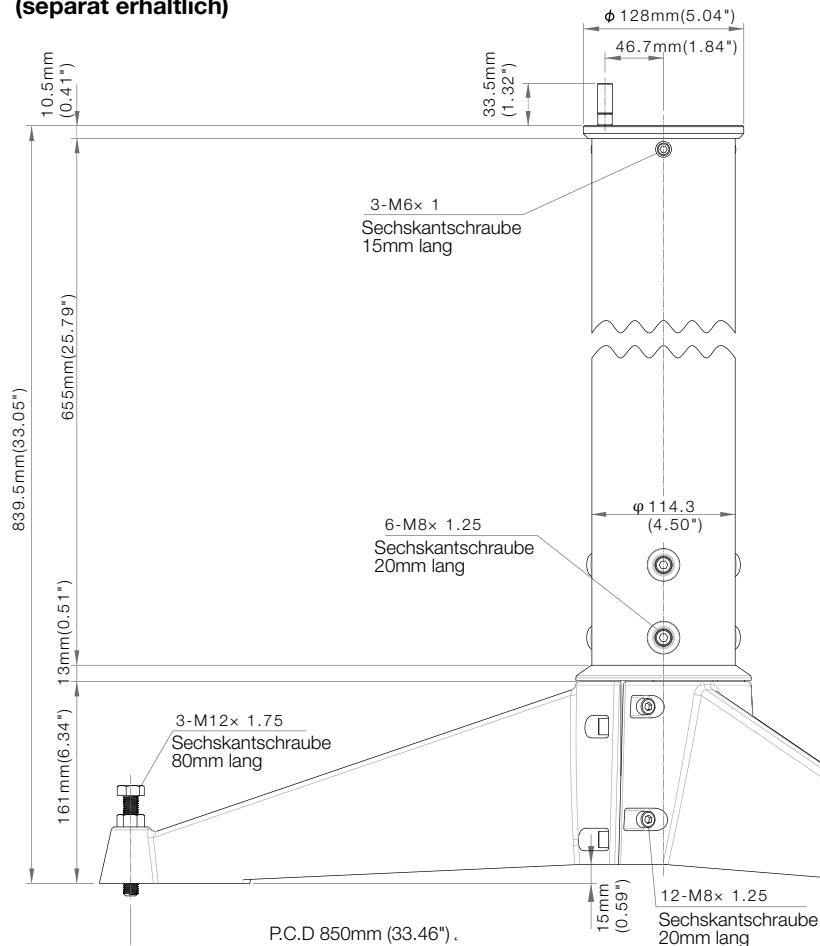 (separat erhältlich)
φ 128mm(5.04")
46.7mm(1.84")
10.5mm
(0.41")
33.5mm
(1.32")
3-M6× 1
Sechskantschraube
15mm lang
655mm(25.79")
839.5mm(33.05")
φ 114.3
(4.50")
6-M8× 1.25
Sechskantschraube
20mm lang
13mm(0.51")
161mm(6.34")
3-M12× 1.75
Sechskantschraube
80mm lang
15mm
(0.59")
12-M8× 1.25
Sechskantschraube
20mm lang
P.C.D 850mm (33.46") .